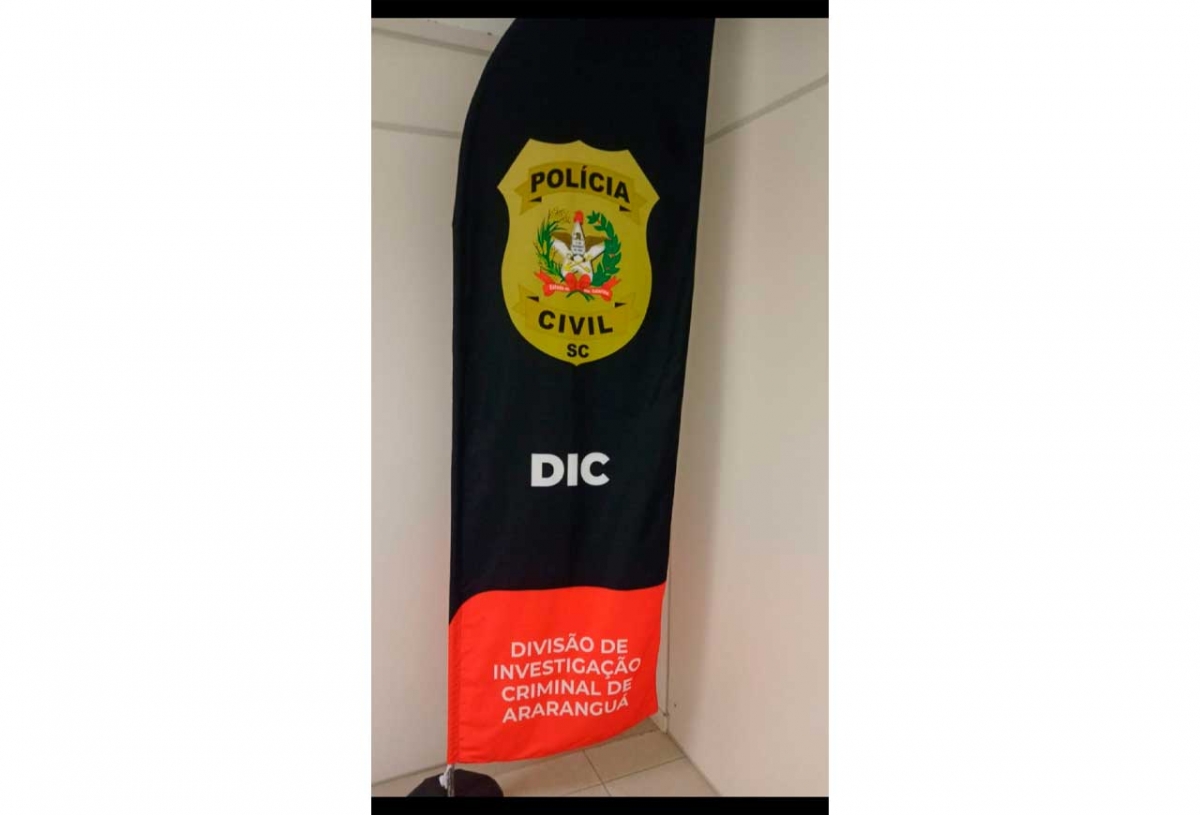 POLÍCIA
CIVIL
SC
DIC
DIVISÃO DE
INVESTIGAÇÃO
CRIMINAL DE
ARARANGUÁ